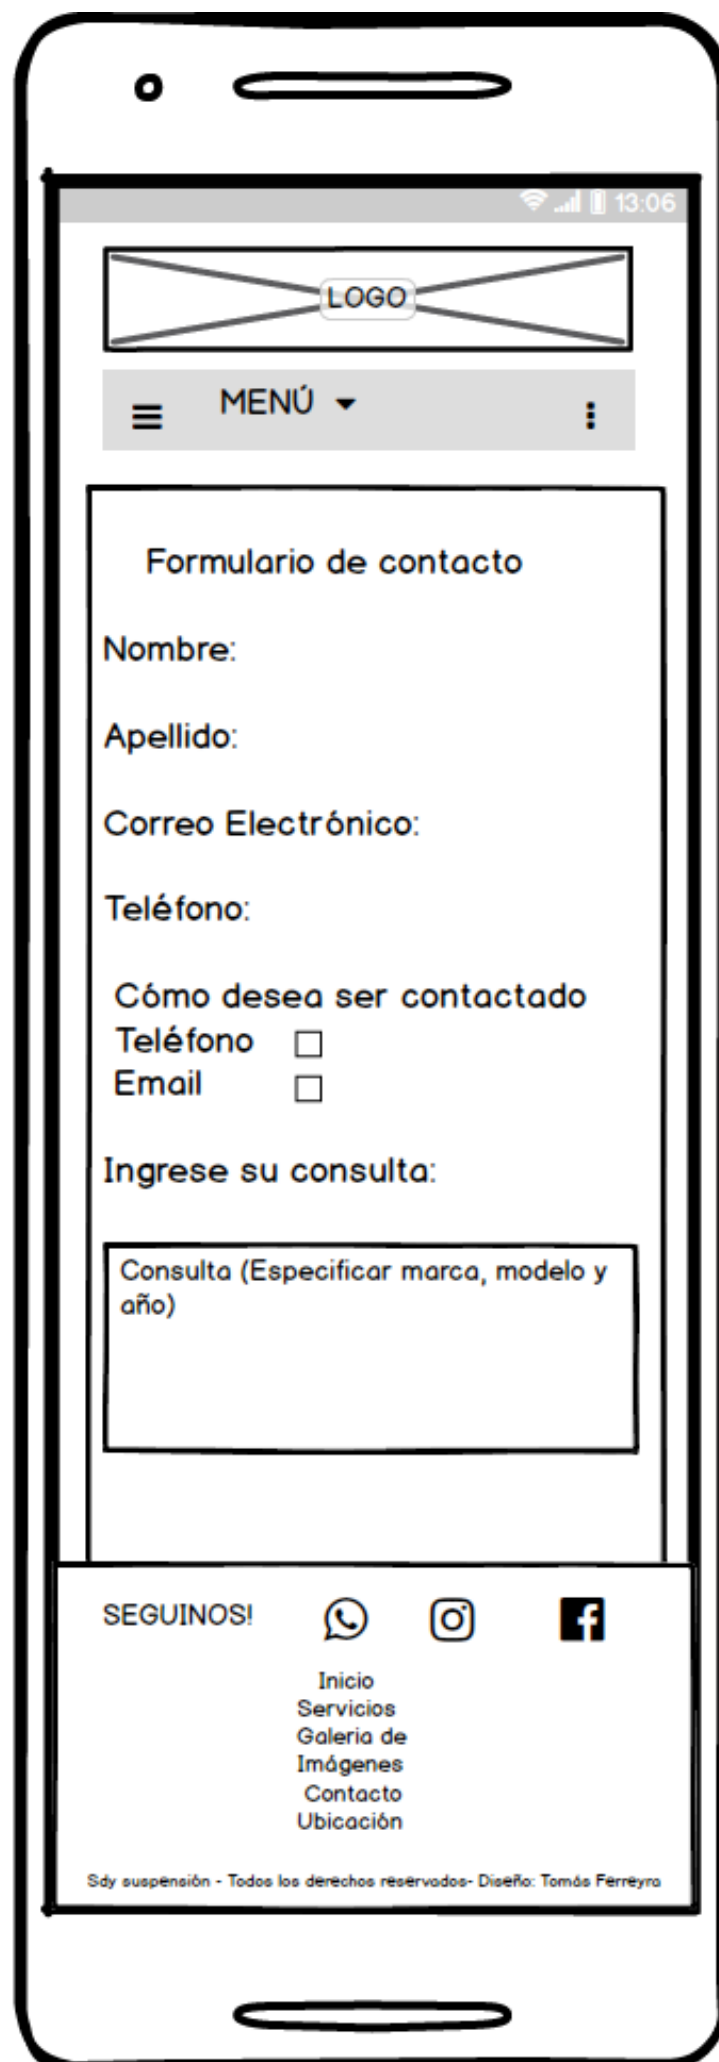 13:06
LOGO
MENÚ
Formulario de contacto
Nombre:
Apellido:
Correo Electrónico:
Teléfono:
Cómo desea ser contactado
Teléfono
Email
Ingrese su consulta:
Consulta (Especificar marca, modelo y
año)
SEGUINOS!
Inicio
Servicios
Galeria de
Imágenes
Contacto
Ubicación
Sdy suspensión - Todos los derechos reservados- Diseño: Tomás Ferreyra